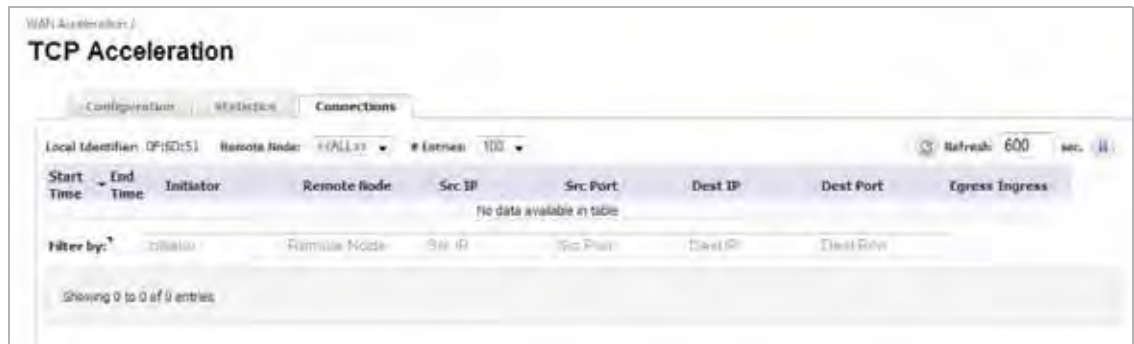 WAN Acceleration /
TCP Acceleration
Configuration Statistics Connections
Local Identifier: Remote Node: <<ALL>> # Entries: 100 Refresh: 600 sec.
Start Time End Time Initiator Remote Node Src IP Src Port Dest IP Dest Port Egress Ingress
No data available in table
Filter by: Initiator Remote Node Src IP Src Port Dest IP Dest Port
Showing 0 to 0 of 0 entries